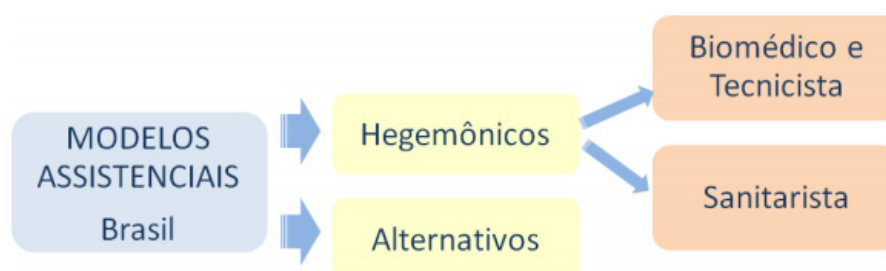 MODELOS
ASSISTENCIAIS
Brasil
Hegemônicos
Alternativos
Biomédico e
Tecnicista
Sanitarista